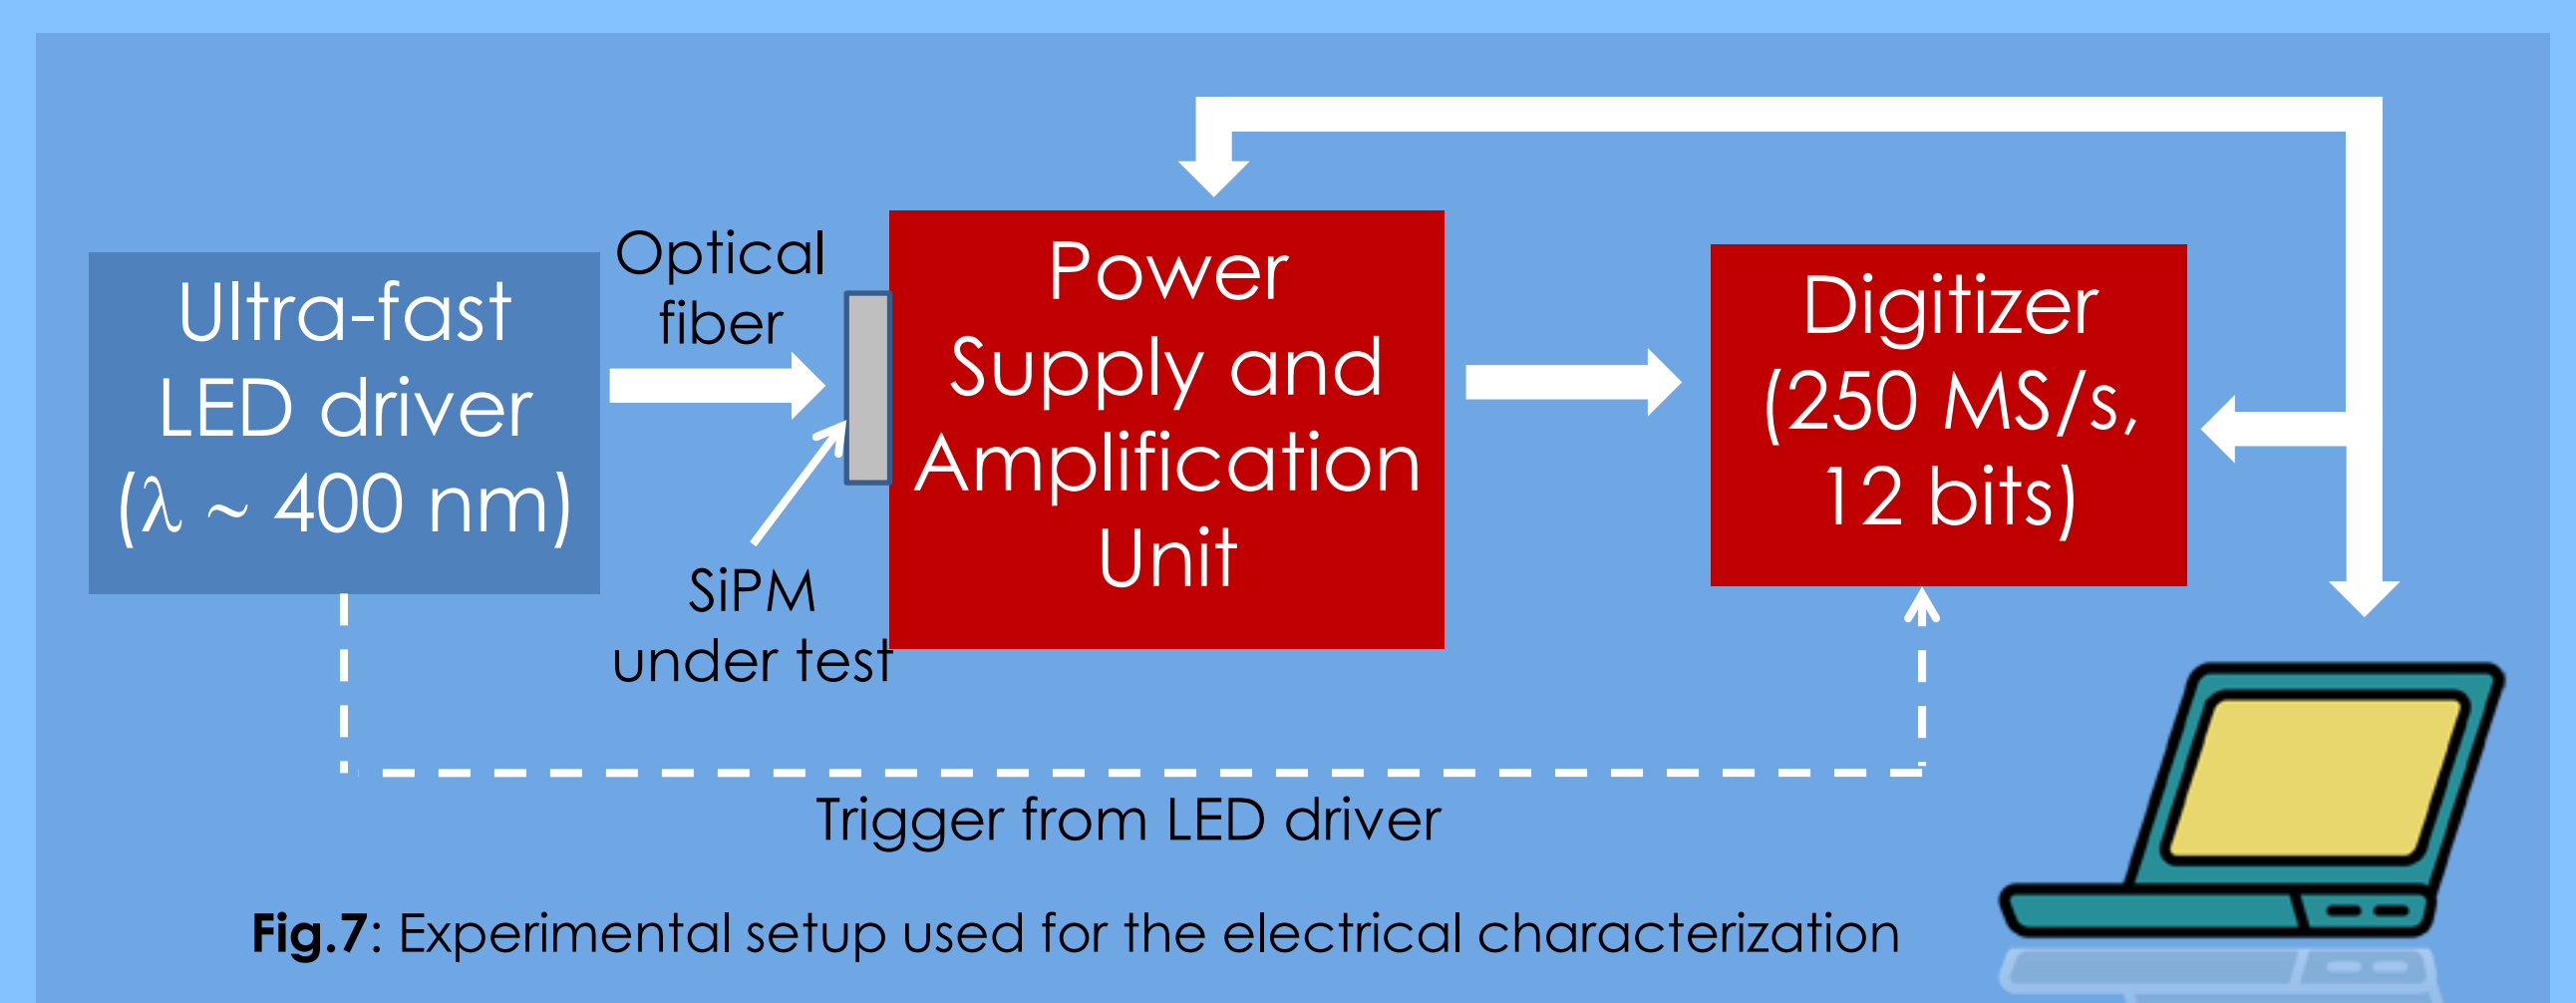 Ultra-fast
LED driver
(λ ~ 400 nm)
Optical
fiber
SiPM
under test
Power
Supply and
Amplification
Unit
Digitizer
(250 MS/s,
12 bits)
Trigger from LED driver
Fig.7: Experimental setup used for the electrical characterization